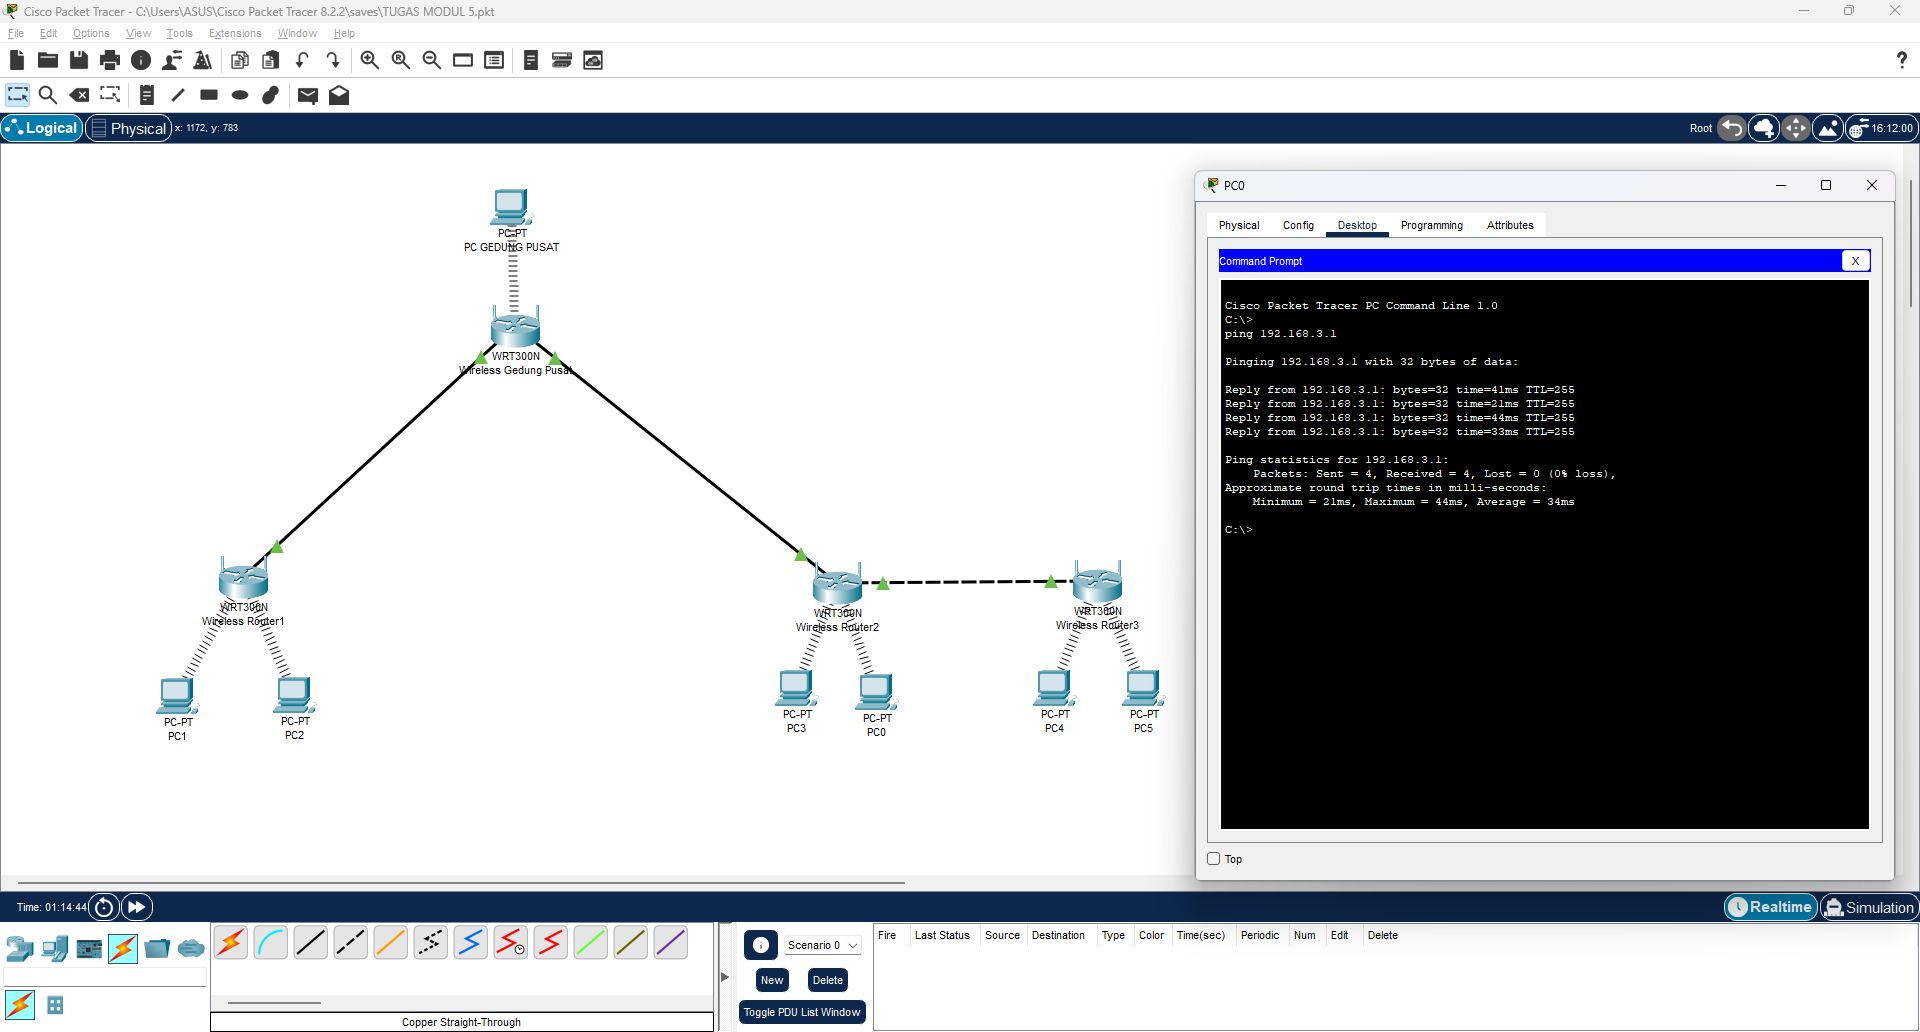 Cisco Packet Tracer - C:\Users\ASUS\Cisco Packet Tracer 8.2.2\saves\TUGAS MODUL 5.pkt
File Edit Options View Tools Extensions Window Help
?
Logical Physical x: 1172, y: 783 Root 16:12:00
PC-PT
PC GEDUNG PUSAT
WRT300N
Wireless Gedung Pusat
WRT300N
Wireless Router1
WRT300N
Wireless Router2
WRT300N
Wireless Router3
PC-PT
PC1
PC-PT
PC2
PC-PT
PC3
PC-PT
PC0
PC-PT
PC4
PC-PT
PC5
PC0
Physical Config Desktop Programming Attributes
Command Prompt X
Cisco Packet Tracer PC Command Line 1.0
C:\>
ping 192.168.3.1
Pinging 192.168.3.1 with 32 bytes of data:
Reply from 192.168.3.1: bytes=32 time=41ms TTL=255
Reply from 192.168.3.1: bytes=32 time=21ms TTL=255
Reply from 192.168.3.1: bytes=32 time=44ms TTL=255
Reply from 192.168.3.1: bytes=32 time=33ms TTL=255
Ping statistics for 192.168.3.1:
Packets: Sent = 4, Received = 4, Lost = 0 (0% loss),
Approximate round trip times in milli-seconds:
Minimum = 21ms, Maximum = 44ms, Average = 34ms
C:\>
Top
Time: 01:14:44 Realtime Simulation
Scenario 0
New Delete
Toggle PDU List Window
Fire Last Status Source Destination Type Color Time(sec) Periodic Num Edit Delete
Copper Straight-Through